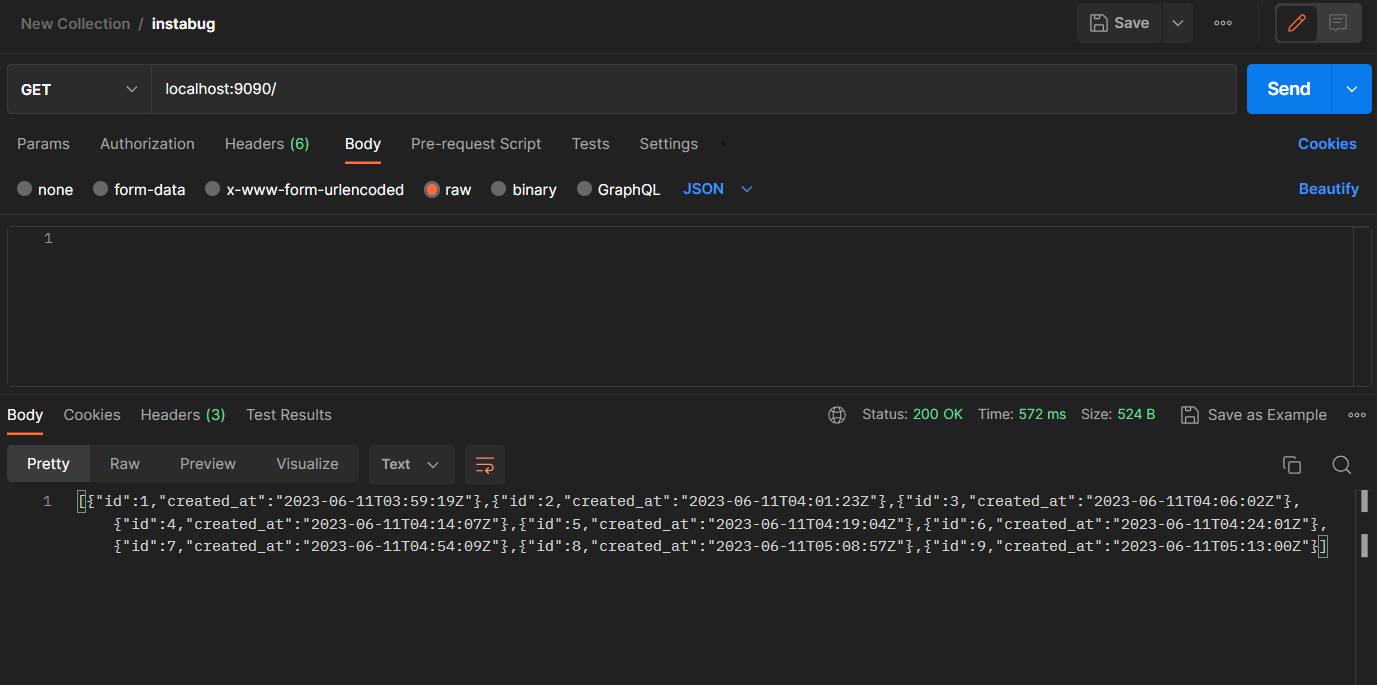 New Collection / instabug
Save
GET
localhost:9090/
Send
Params Authorization Headers (6) Body Pre-request Script Tests Settings Cookies
none form-data x-www-form-urlencoded raw binary GraphQL JSON Beautify
1
Body Cookies Headers (3) Test Results Status: 200 OK Time: 572 ms Size: 524 B Save as Example
Pretty Raw Preview Visualize Text
1 [{"id":1,"created_at":"2023-06-11T03:59:19Z"},{"id":2,"created_at":"2023-06-11T04:01:23Z"},{"id":3,"created_at":"2023-06-11T04:06:02Z"},
{"id":4,"created_at":"2023-06-11T04:14:07Z"},{"id":5,"created_at":"2023-06-11T04:19:04Z"},{"id":6,"created_at":"2023-06-11T04:24:01Z"},
{"id":7,"created_at":"2023-06-11T04:54:09Z"},{"id":8,"created_at":"2023-06-11T05:08:57Z"},{"id":9,"created_at":"2023-06-11T05:13:00Z"}]